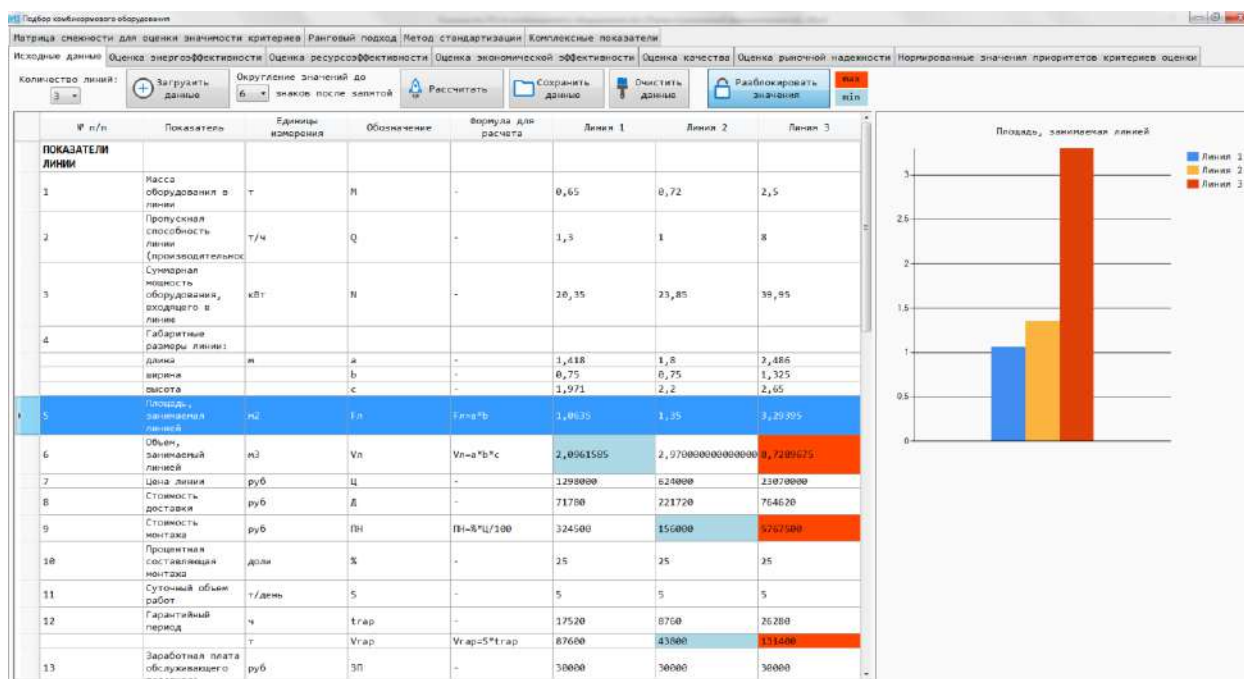 Подбор комбикормового оборудования
Матрица смежности для оценки значимости критериев Ранговый подход Метод стандартизации Комплексные показатели
Исходные данные Оценка энергоэффективности Оценка ресурсоэффективности Оценка экономической эффективности Оценка качества Оценка рыночной надежности Нормированные значения приоритетов критериев оценки
Количество линий:
3
Загрузить данные
Округление значений до
6 знаков после запятой
Рассчитать
Сохранить данные
Очистить данные
Разблокировать значения
max
min
№ п/п Показатель Единицы измерения Обозначение Формула для расчета Линия 1 Линия 2 Линия 3
ПОКАЗАТЕЛИ ЛИНИИ
1 Масса оборудования в линии т M - 0,65 0,72 2,5
2 Пропускная способность линии (производительнос т/ч Q - 1,3 1 8
3 Суммарная мощность оборудования, входящего в линию кВт N - 20,35 23,85 39,95
4 Габаритные размеры линии:
длина м a - 1,418 1,8 2,486
ширина b - 0,75 0,75 1,325
высота c - 1,971 2,2 2,65
5 Площадь, занимаемая линией м2 Fл Fл=a*b 1,0635 1,35 3,29395
6 Объем, занимаемый линией м3 Vл Vл=a*b*c 2,0961585 8,7289675
7 Цена линии руб Ц - 1298000 624000 23070000
8 Стоимость доставки руб Д - 71780 221720 764620
9 Стоимость монтажа руб ПН ПН=%*Ц/100 324500 156000 5767500
10 Процентная составляющая монтажа доли % - 25 25 25
11 Суточный объем работ т/день S - 5 5 5
12 Гарантийный период ч tгар - 17520 8760 26280
т Vгар Vгар=S*tгар 87600 43800 131400
13 Заработная плата обслуживающего руб ЗП - 30000 30000 30000
Площадь, занимаемая линией
Линия 1
Линия 2
Линия 3
3
2.5
2
1.5
1
0.5
0